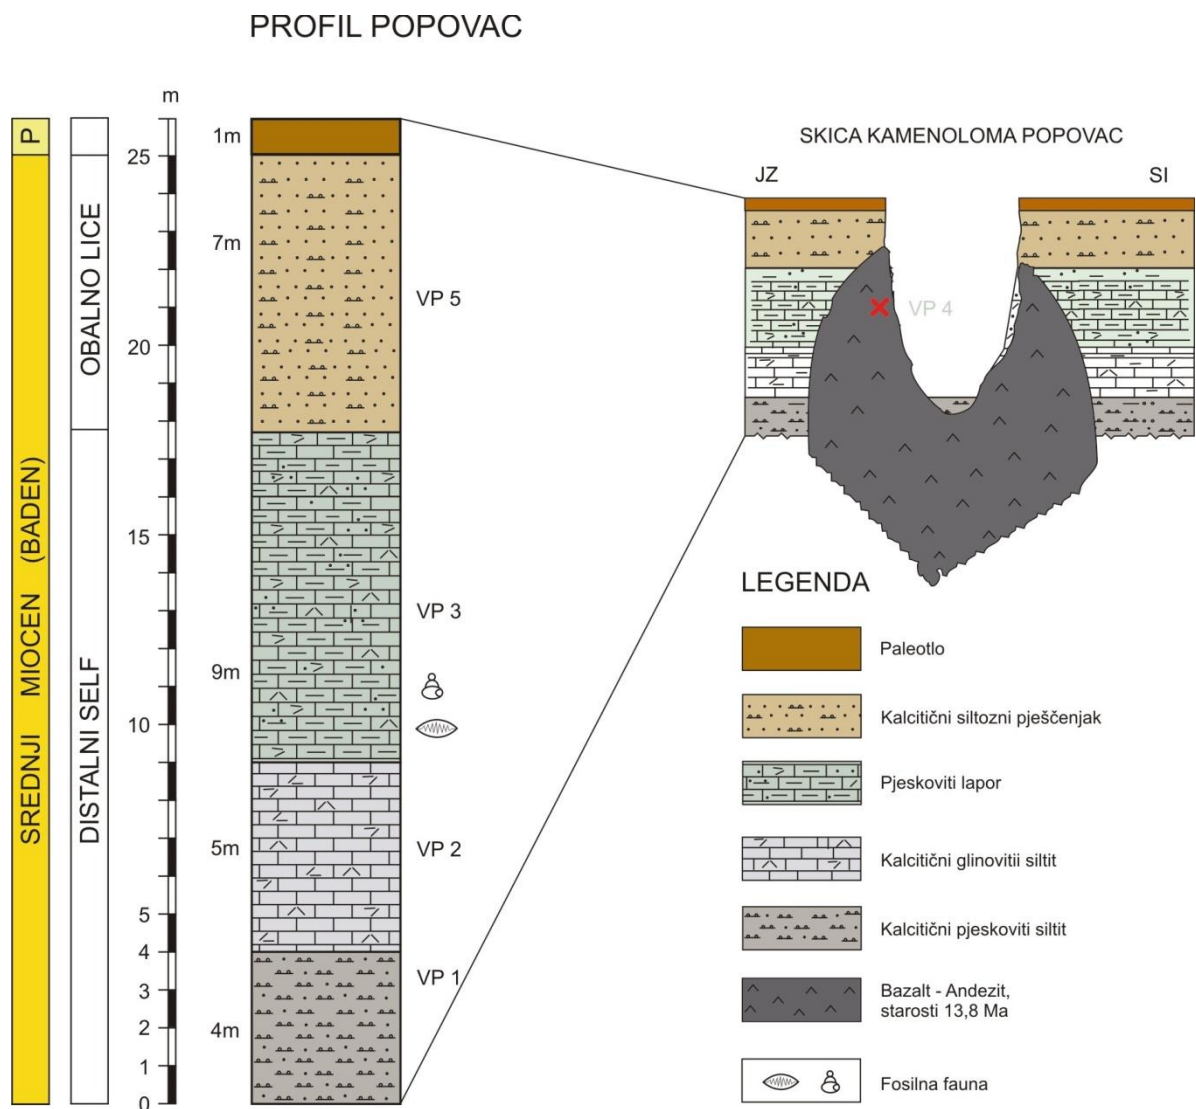 PROFIL POPOVAC
m
P
SREDNJI MIOCEN (BADEN)
OBALNO LICE
DISTALNI SELF
25
20
15
10
5
4
3
2
1
0
1m
7m
9m
5m
4m
VP 5
VP 3
VP 2
VP 1
SKICA KAMENOLOMA POPOVAC
JZ
SI
VP 4
LEGENDA
Paleotlo
Kalcitični siltozni pješčenjak
Pjeskoviti lapor
Kalcitični glinovitii siltit
Kalcitični pjeskoviti siltit
Bazalt - Andezit,
starosti 13,8 Ma
Fosilna fauna